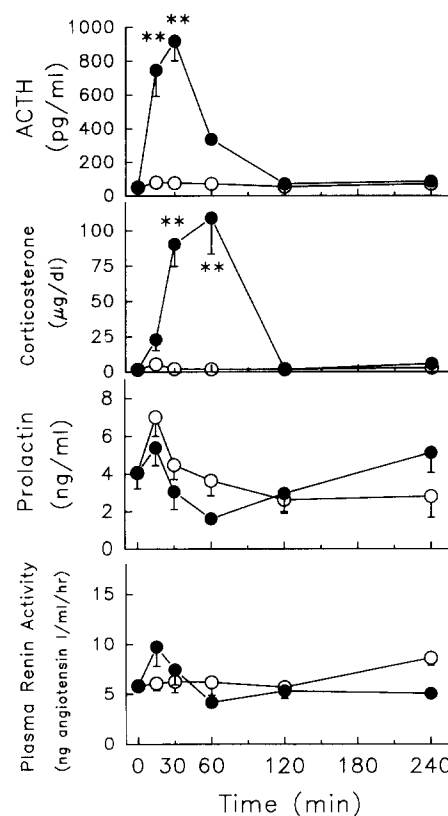 ACTH
(pg/ml)
1000
800
600
400
200
0
**
**
Corticosterone
(μg/dl)
100
75
50
25
0
**
**
Prolactin
(ng/ml)
8
6
4
2
0
Plasma Renin Activity
(ng angiotensin I/ml/hr)
15
10
5
0
0 60 120 180 240
Time (min)